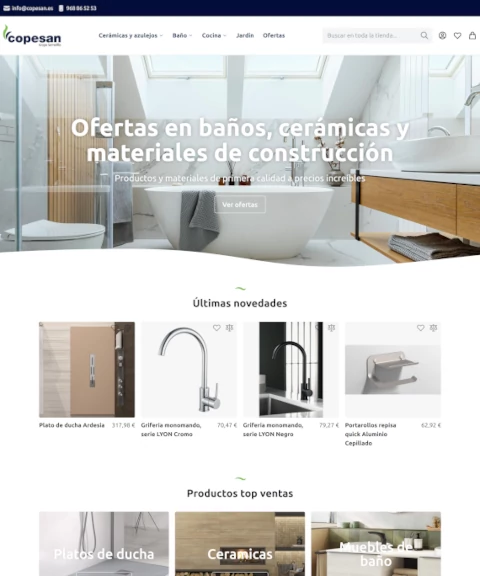 info@copesan.es 968 86 52 53
copesan
Cerámicas y azulejos Baño Cocina Jardín Ofertas
Buscar en toda la tienda...
Ofertas en baños, cerámicas y
materiales de construcción
Productos y materiales de primera calidad a precios increíbles
Ver ofertas
Últimas novedades
Plato de ducha Ardesia 317,98 €
Grifería monomando, 70,47 €
serie LYON Cromo
Grifería monomando, 79,27 €
serie LYON Negro
Portarollos repisa 62,92 €
quick Aluminio
Cepillado
Productos top ventas
Platos de ducha
Ceramicas
Muebles de
baño